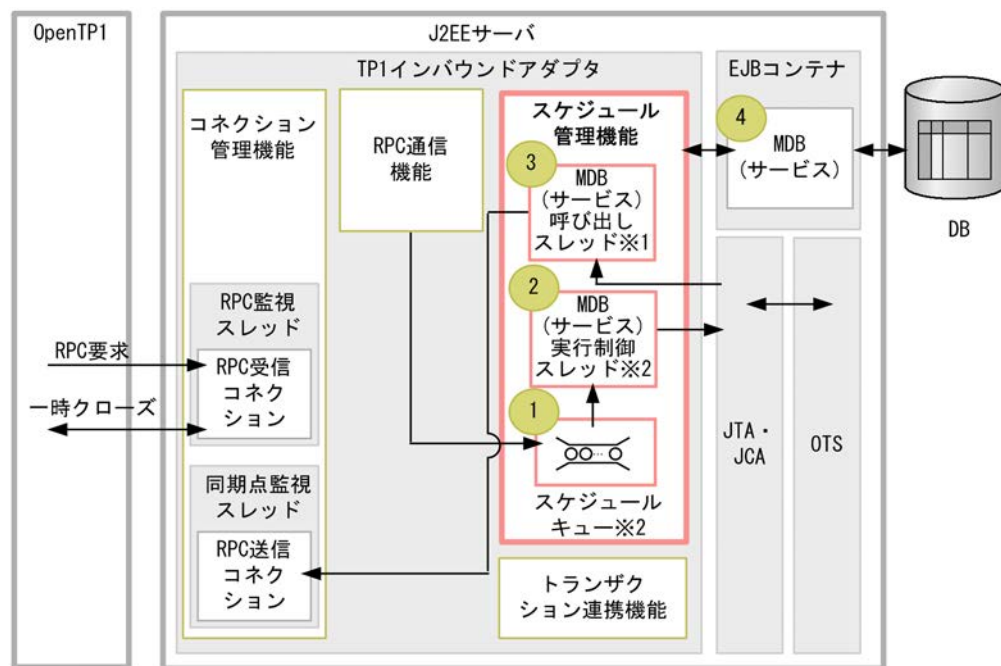 OpenTP1
J2EEサーバ
TP1インバウンドアダプタ
コネクション
管理機能
RPC監視
スレッド
RPC受信
コネク
ション
RPC要求
一時クローズ
同期点監視
スレッド
RPC送信
コネク
ション
RPC通信
機能
スケジュール
管理機能
3
MDB
（サービス）
呼び出し
スレッド※1
2
MDB
（サービス）
実行制御
スレッド※2
1
スケジュール
キュー※2
トランザク
ション連携機能
EJBコンテナ
4
MDB
（サービス）
JTA・
JCA
OTS
DB